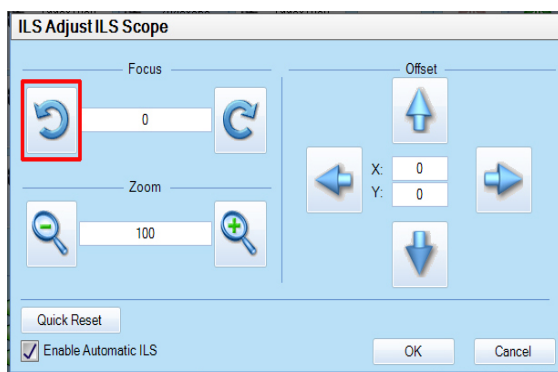 ILS Adjust ILS Scope
Focus
0
Zoom
100
Offset
X: 0
Y: 0
Quick Reset
Enable Automatic ILS
OK
Cancel